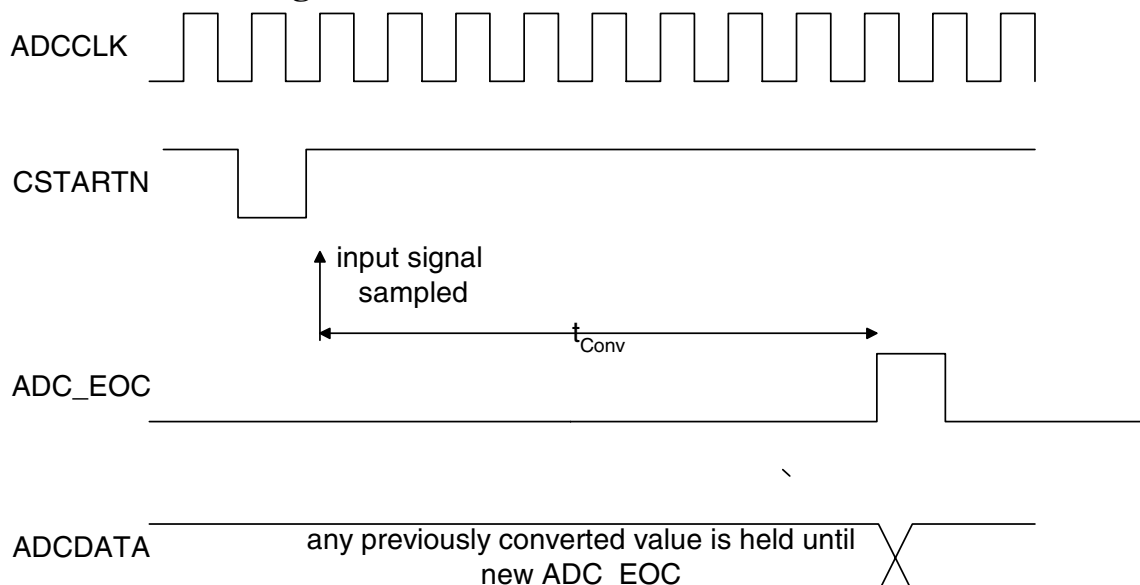 ADCCLK
CSTARTN
input signal
sampled
tConv
ADC_EOC
ADCDATA
any previously converted value is held until
new ADC_EOC